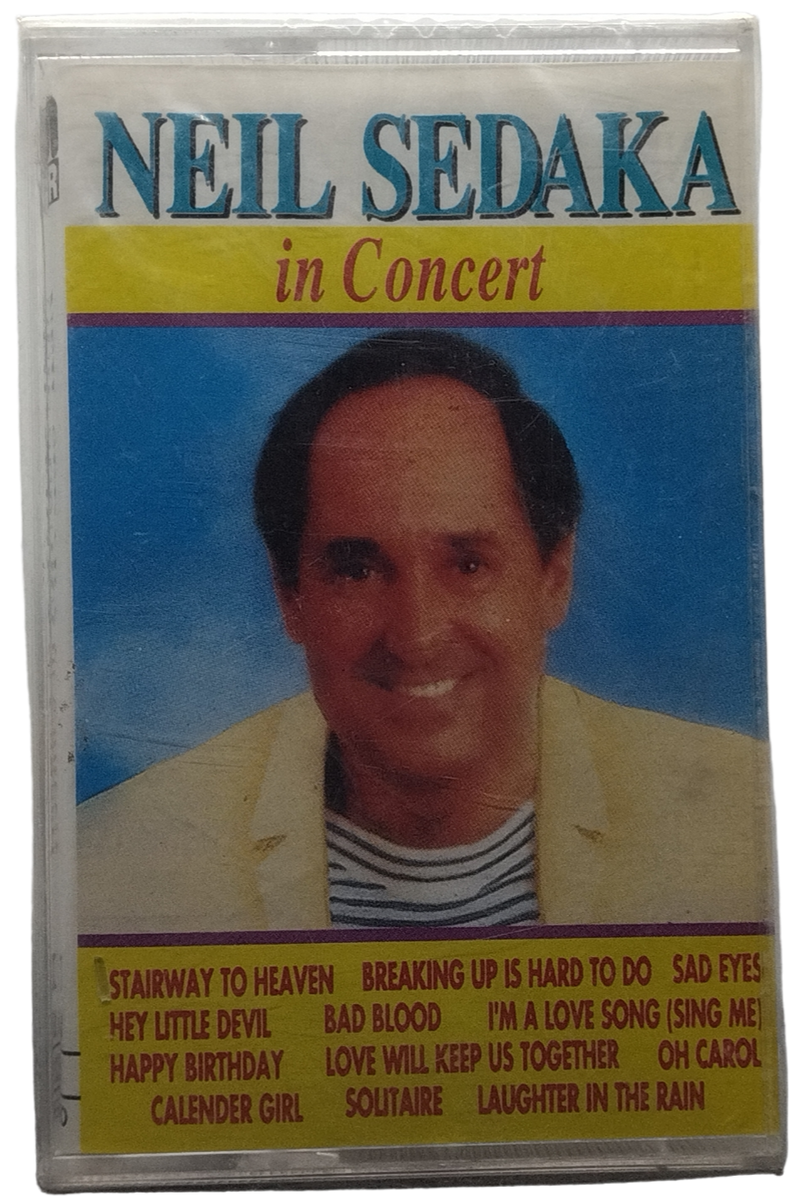 NEIL SEDAKA
in Concert
STAIRWAY TO HEAVEN BREAKING UP IS HARD TO DO SAD EYES
HEY LITTLE DEVIL BAD BLOOD I'M A LOVE SONG (SING ME)
HAPPY BIRTHDAY LOVE WILL KEEP US TOGETHER OH CAROL
CALENDER GIRL SOLITAIRE LAUGHTER IN THE RAIN